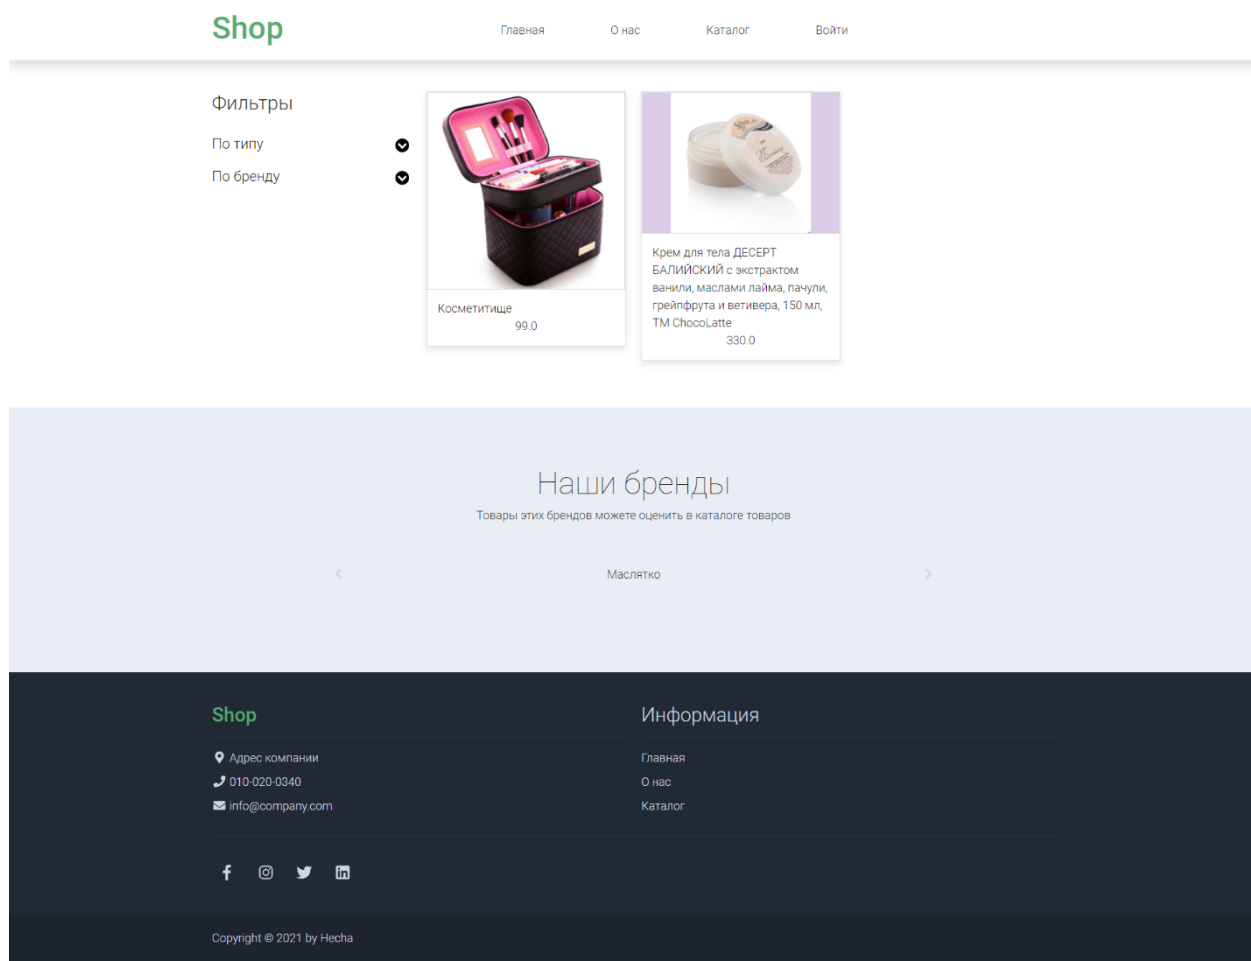 Shop
Главная
О нас
Каталог
Войти
Фильтры
По типу
По бренду
Косметитище
99.0
Крем для тела ДЕСЕРТ
БАЛИЙСКИЙ с экстрактом
ванили, маслами лайма, пачули,
грейпфрута и ветивера, 150 мл,
ТМ ChocoLatte
330.0
Наши бренды
Товары этих брендов можете оценить в каталоге товаров
Маслятко
Shop
Адрес компании
010-020-0340
info@company.com
Информация
Главная
О нас
Каталог
Copyright © 2021 by Hecha